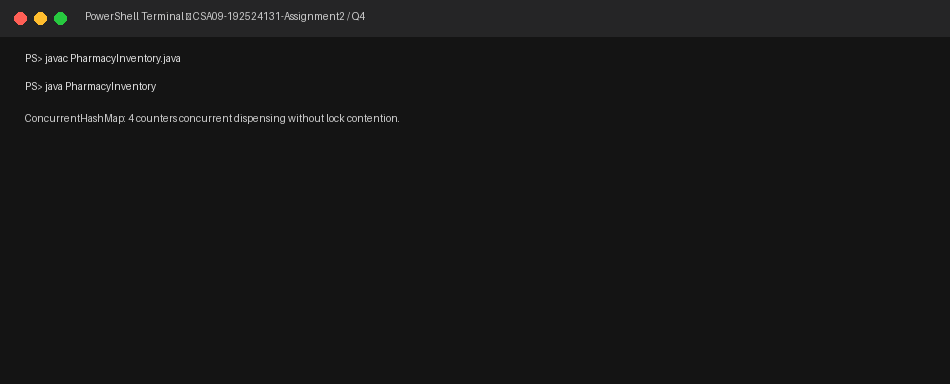 PowerShell Terminal ▯ CSA09-192524131-Assignment2 / Q4
PS> javac PharmacyInventory.java
PS> java PharmacyInventory
ConcurrentHashMap: 4 counters concurrent dispensing without lock contention.